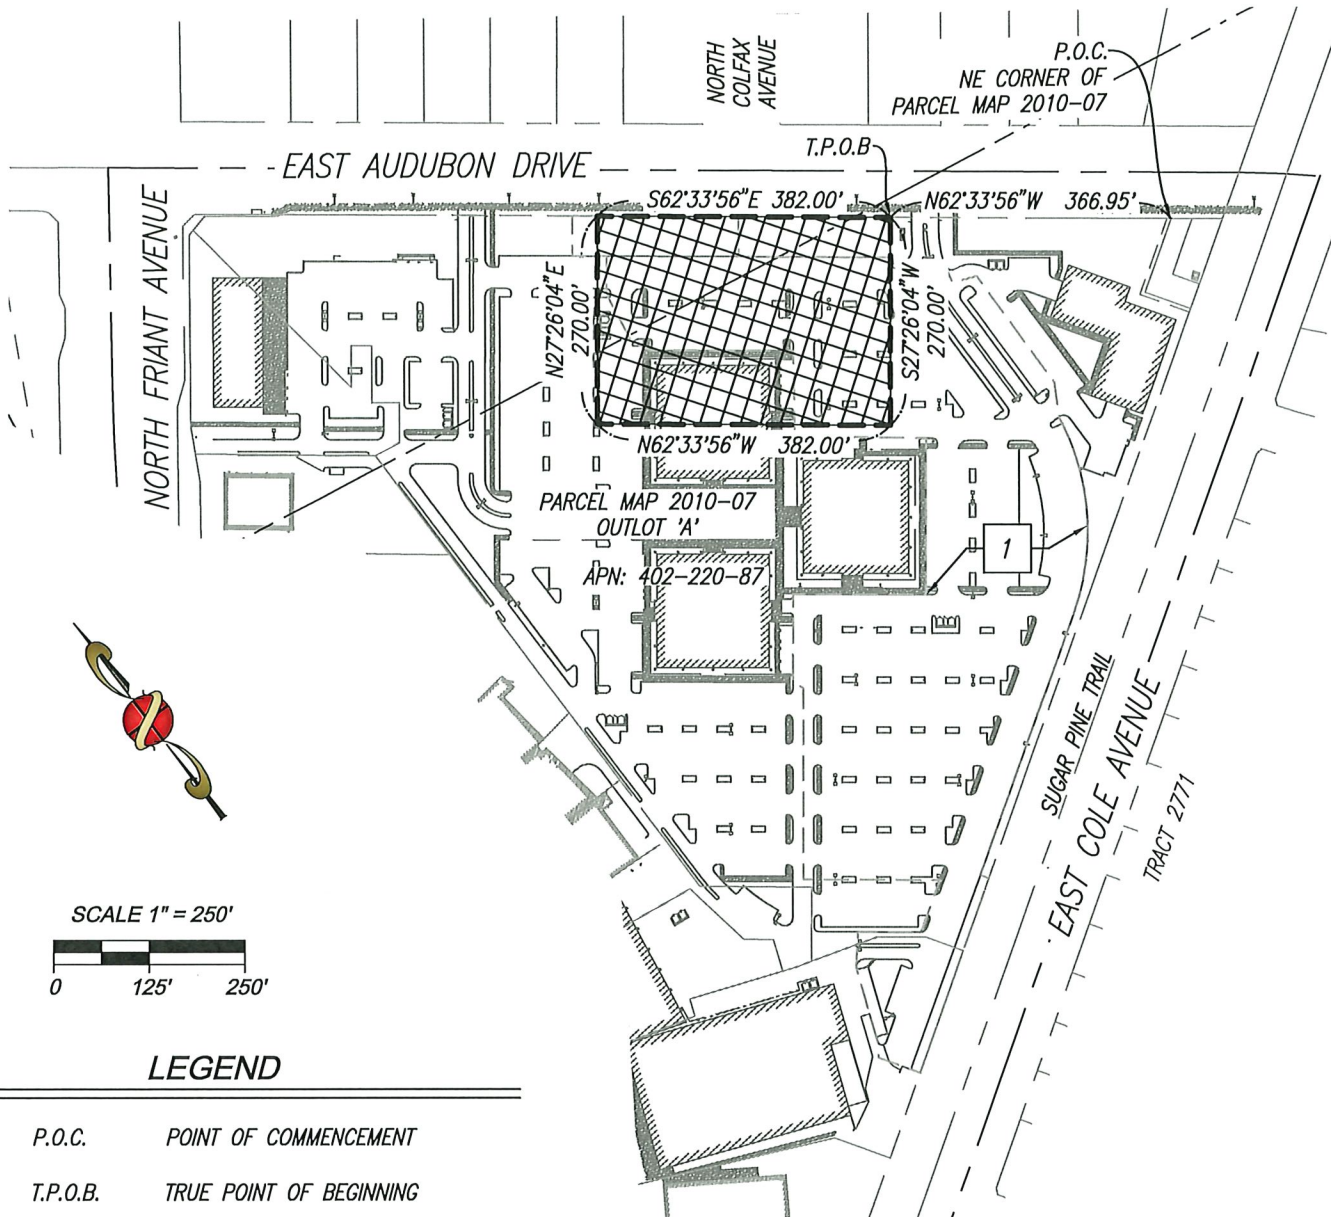 NORTH
COLFAX
AVENUE
P.O.C.
NE CORNER OF
PARCEL MAP 2010-07
T.P.O.B
EAST AUDUBON DRIVE
S62°33'56"E 382.00'
N62°33'56"W 366.95'
NORTH FRIANT AVENUE
N27°26'04"E
270.00'
S27°26'04"W
270.00'
N62°33'56"W 382.00'
PARCEL MAP 2010-07
OUTLOT 'A'
1
APN: 402-220-87
SUGAR PINE TRAIL
EAST COLE AVENUE
TRACT 2771
SCALE 1" = 250'
0 125' 250'
LEGEND
P.O.C. POINT OF COMMENCEMENT
T.P.O.B. TRUE POINT OF BEGINNING